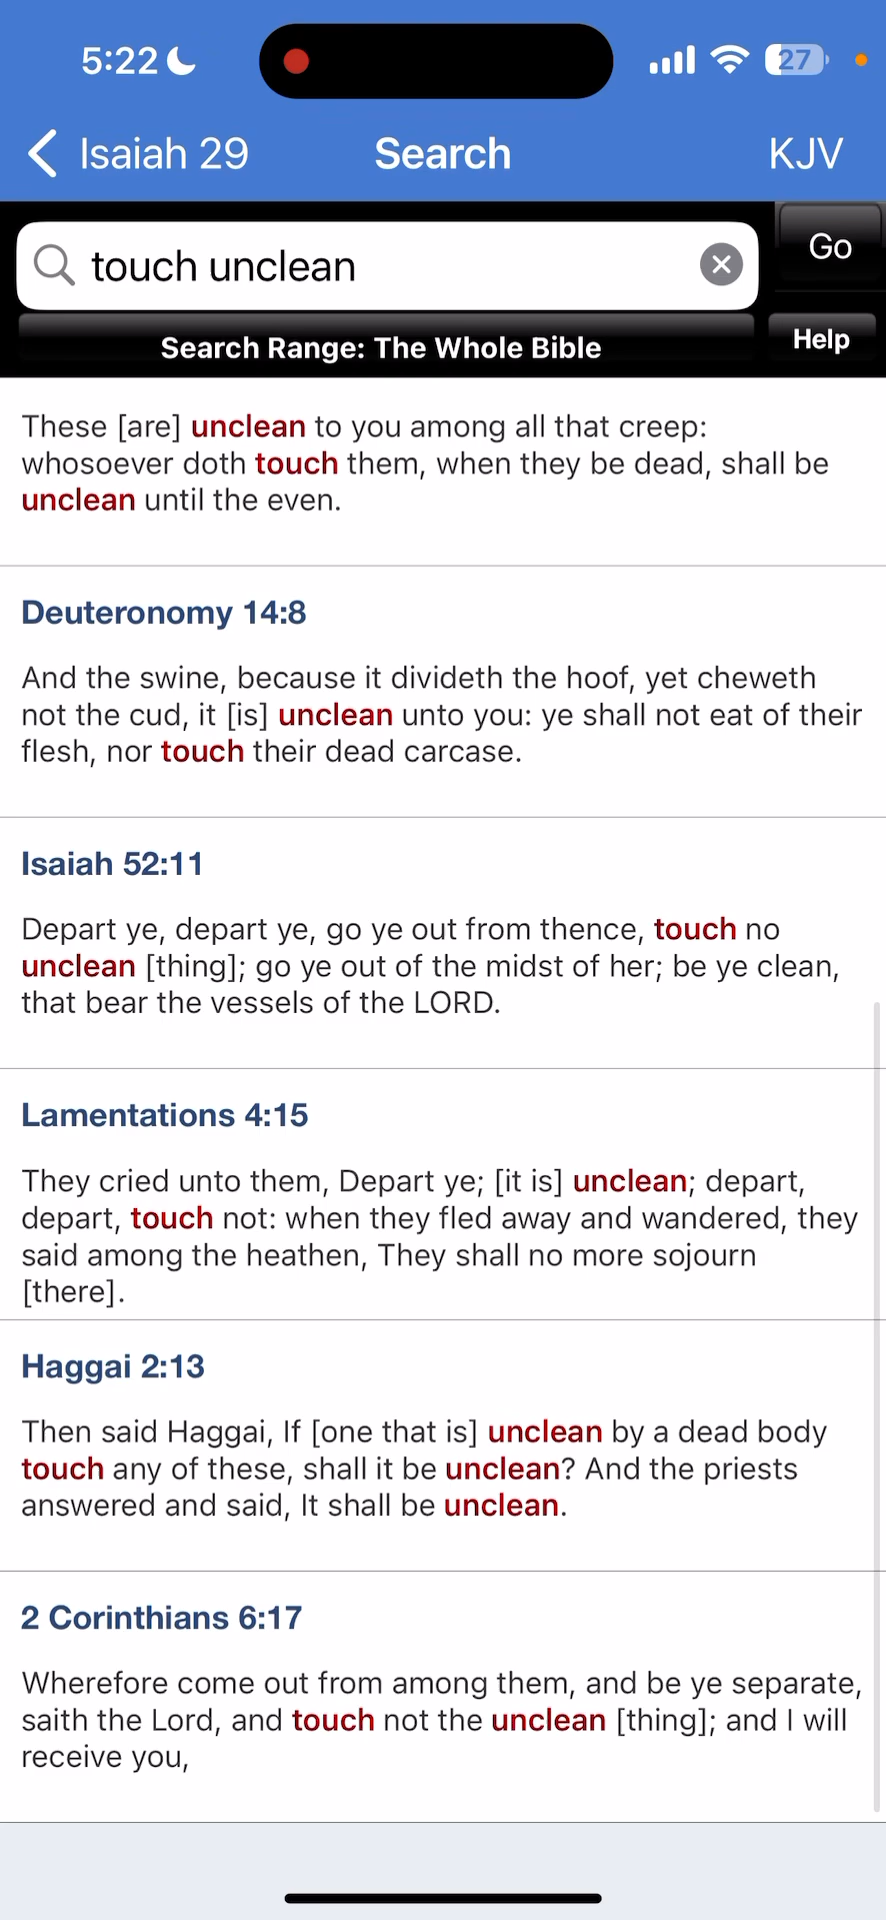 5:22
27
Isaiah 29
Search
KJV
touch unclean
Go
Search Range: The Whole Bible
Help
These [are] unclean to you among all that creep:
whosoever doth touch them, when they be dead, shall be
unclean until the even.
Deuteronomy 14:8
And the swine, because it divideth the hoof, yet cheweth
not the cud, it [is] unclean unto you: ye shall not eat of their
flesh, nor touch their dead carcase.
Isaiah 52:11
Depart ye, depart ye, go ye out from thence, touch no
unclean [thing]; go ye out of the midst of her; be ye clean,
that bear the vessels of the LORD.
Lamentations 4:15
They cried unto them, Depart ye; [it is] unclean; depart,
depart, touch not: when they fled away and wandered, they
said among the heathen, They shall no more sojourn
[there].
Haggai 2:13
Then said Haggai, If [one that is] unclean by a dead body
touch any of these, shall it be unclean? And the priests
answered and said, It shall be unclean.
2 Corinthians 6:17
Wherefore come out from among them, and be ye separate,
saith the Lord, and touch not the unclean [thing]; and I will
receive you,